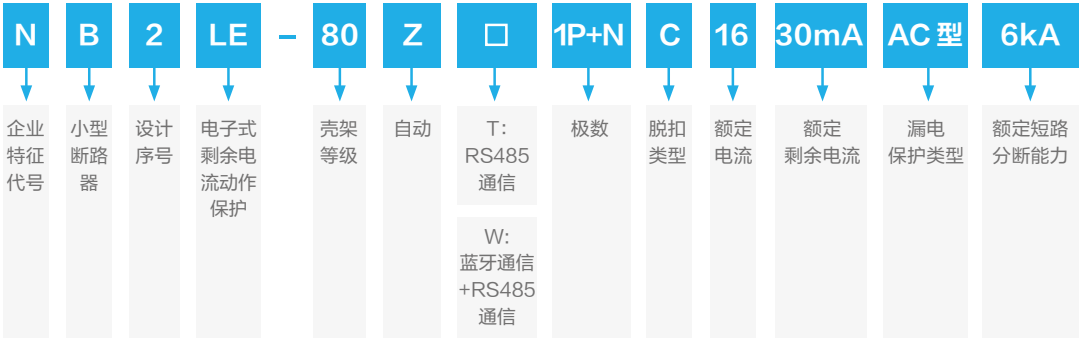 N B 2 LE - 80 Z □ 1P+N C 16 30mA AC型 6kA
企业
特征
代号
小型
断路
器
设计
序号
电子式
剩余电
流动作
保护
壳架
等级
自动
T:
RS485
通信
W:
蓝牙通信
+RS485
通信
极数
脱扣
类型
额定
电流
额定
剩余电流
漏电
保护类型
额定短路
分断能力